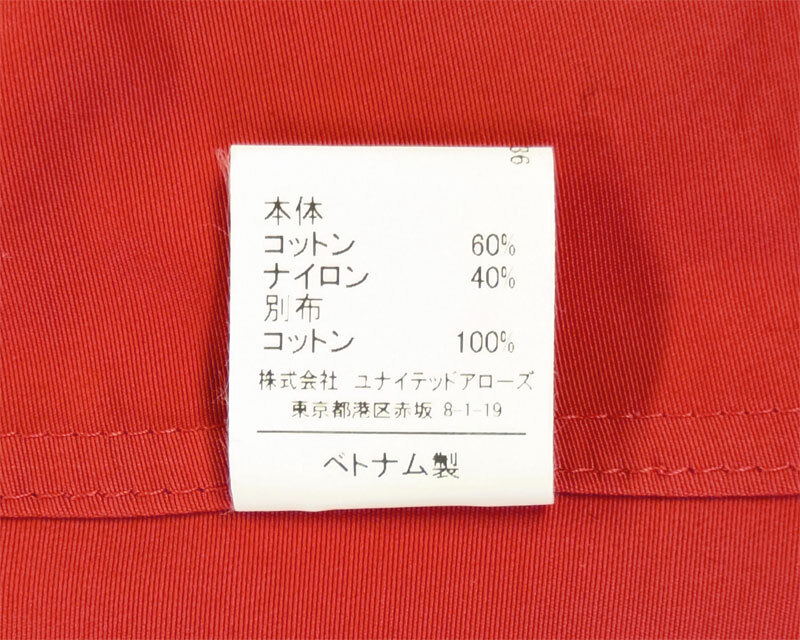 36
本体
コットン 60%
ナイロン 40%
別布
コットン 100%
株式会社 ユナイテッドアローズ
東京都港区赤坂 8-1-19
ベトナム製